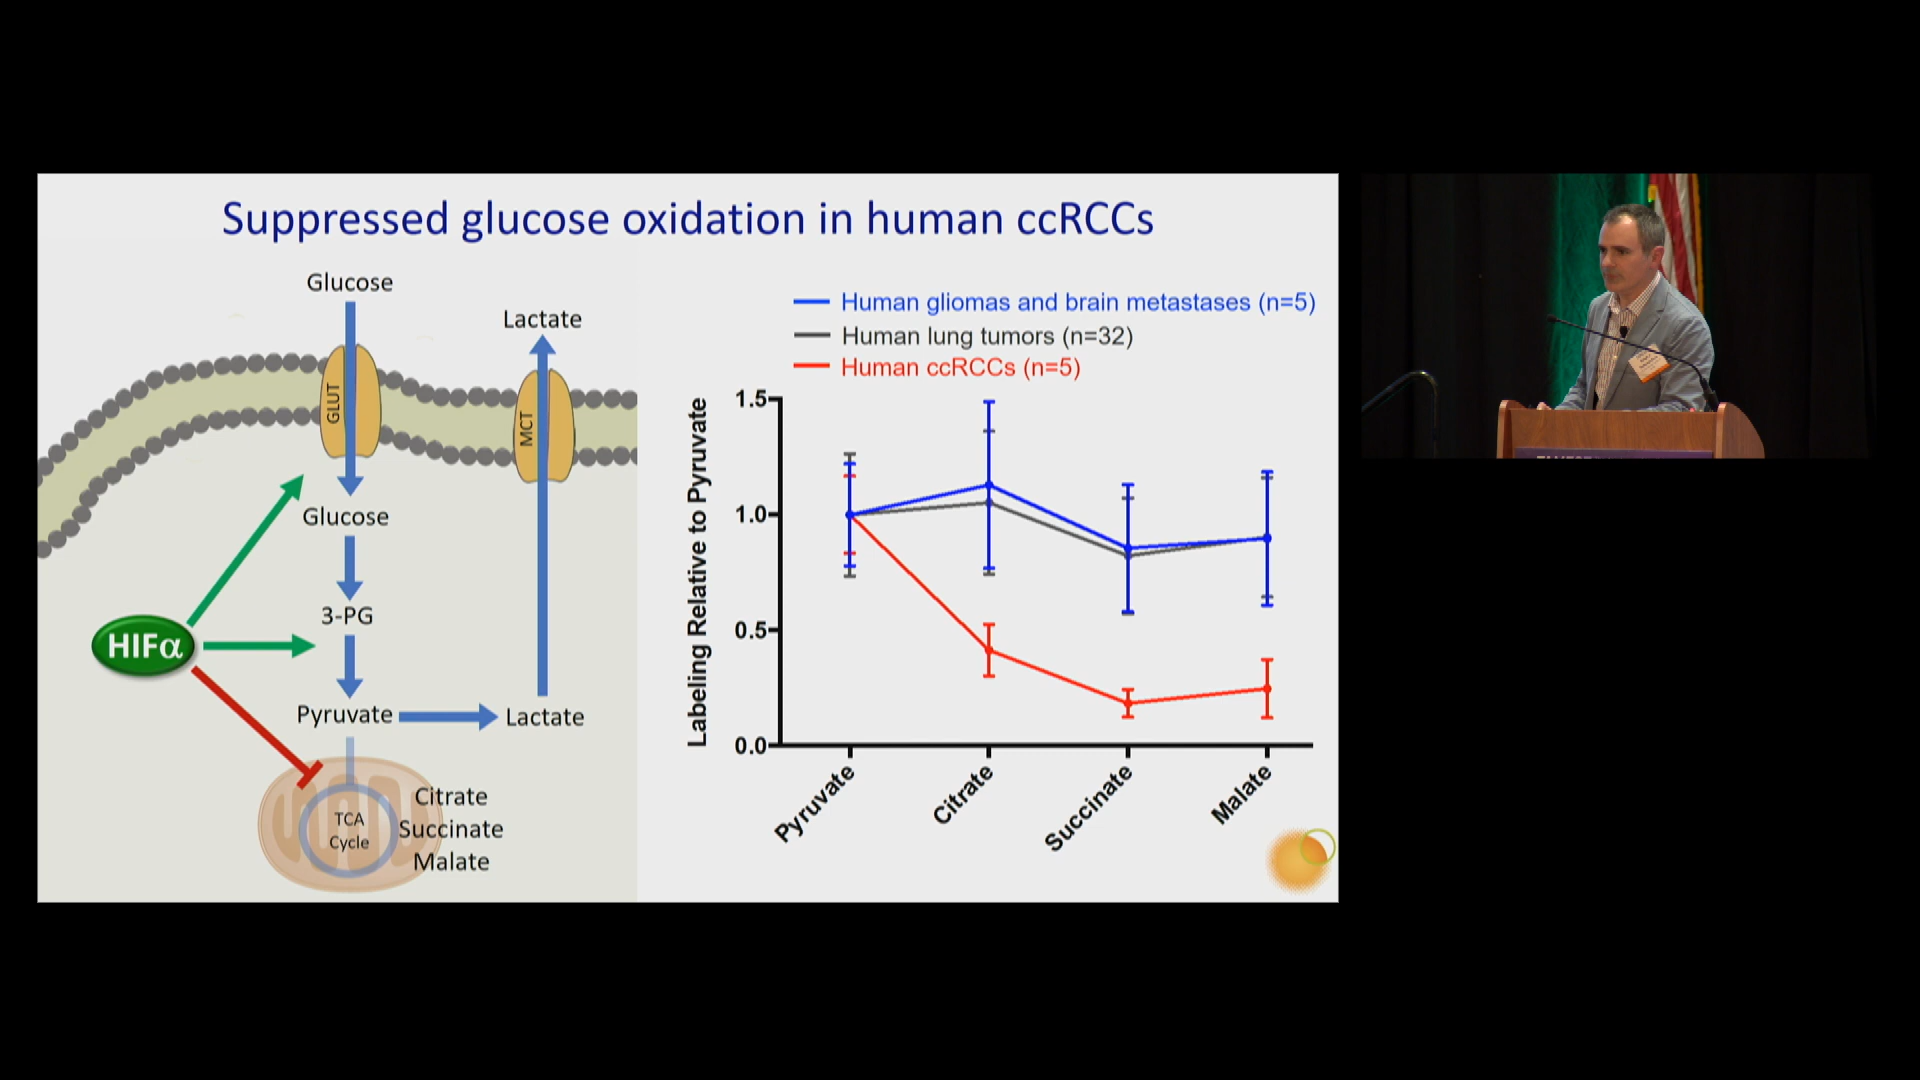 Suppressed glucose oxidation in human ccRCCs
Glucose
Lactate
GLUT
MCT
Glucose
3-PG
HIFα
Pyruvate
Lactate
TCA
Cycle
Citrate
Succinate
Malate
Human gliomas and brain metastases (n=5)
Human lung tumors (n=32)
Human ccRCCs (n=5)
Labeling Relative to Pyruvate
1.5
1.0
0.5
0.0
Pyruvate
Citrate
Succinate
Malate